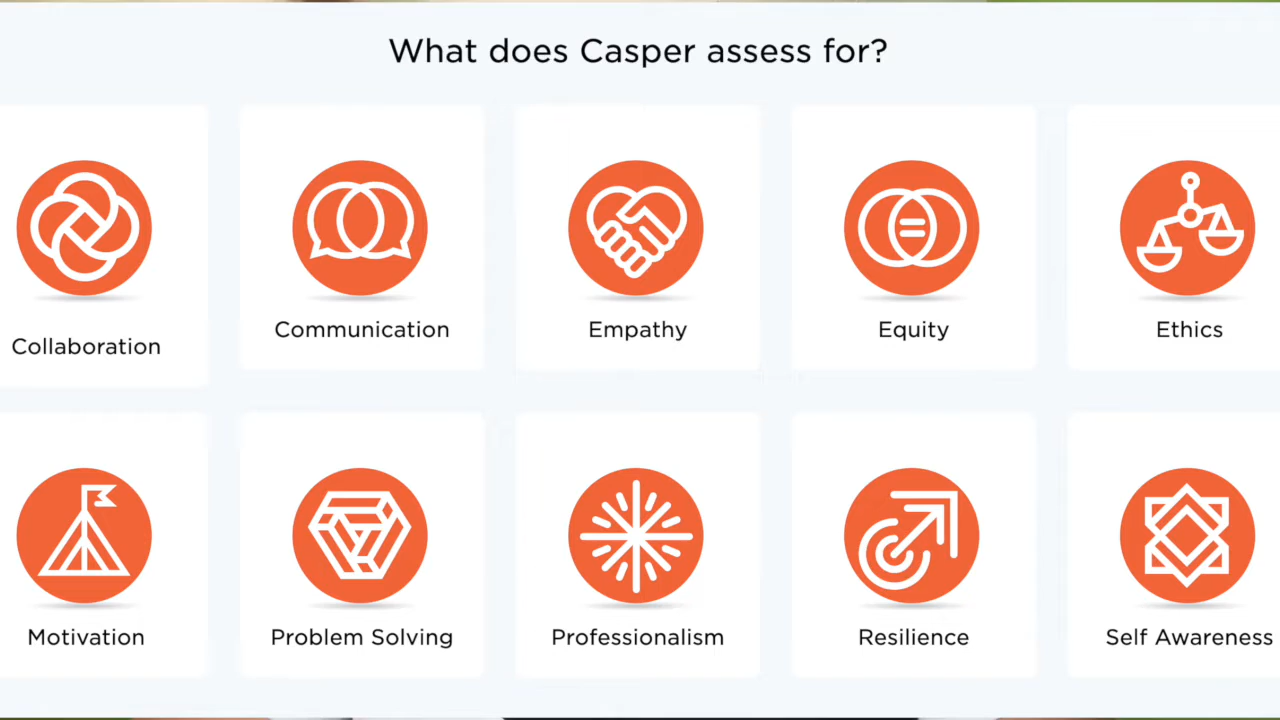 What does Casper assess for?
Collaboration
Communication
Empathy
Equity
Ethics
Motivation
Problem Solving
Professionalism
Resilience
Self Awareness